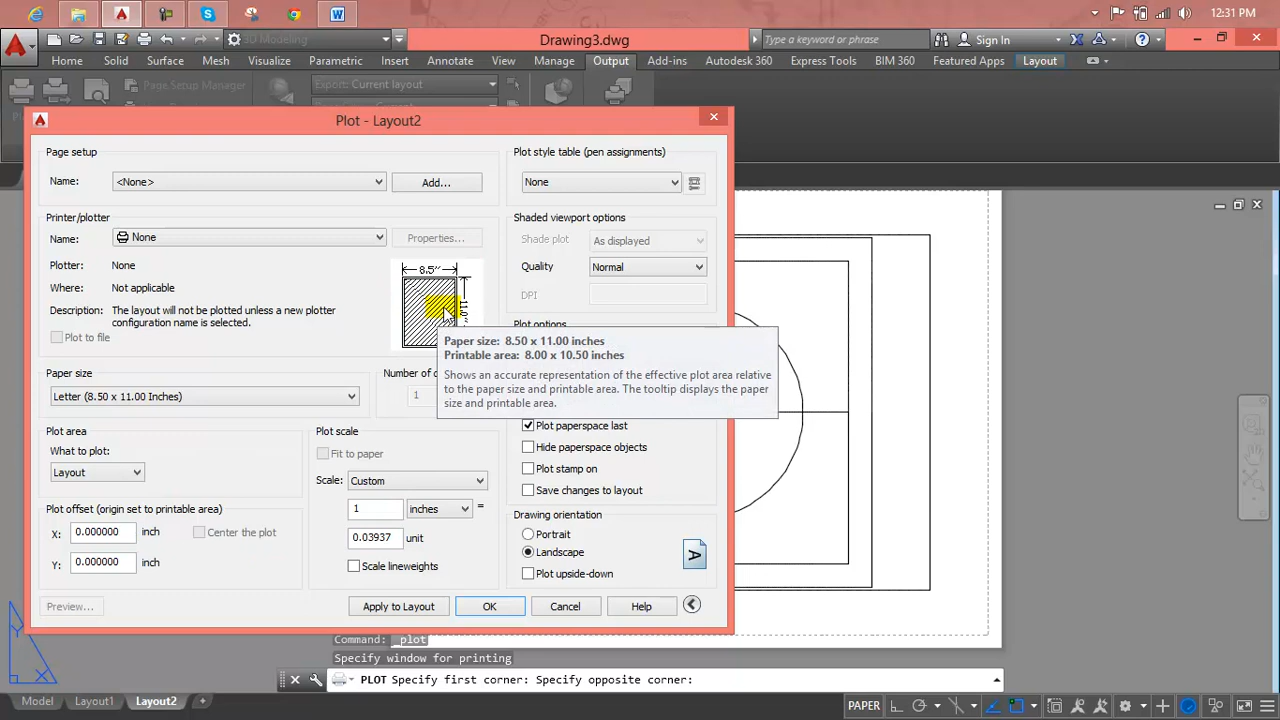 12:31 PM
3D Modeling
Drawing3.dwg
Type a keyword or phrase
Sign In
Home
Solid
Surface
Mesh
Visualize
Parametric
Insert
Annotate
View
Manage
Output
Add-ins
Autodesk 360
Express Tools
BIM 360
Featured Apps
Layout
Page Setup Manager
Export: Current layout
Plot - Layout2
Page setup
Name:
<None>
Add...
Printer/plotter
Name:
None
Properties...
Plotter:
None
Where:
Not applicable
Description:
The layout will not be plotted unless a new plotter
configuration name is selected.
Plot to file
8.5''
Paper size: 8.50 x 11.00 inches
Printable area: 8.00 x 10.50 inches
Shows an accurate representation of the effective plot area relative
to the paper size and printable area. The tooltip displays the paper
size and printable area.
Paper size
Letter (8.50 x 11.00 Inches)
Number of
1
Plot area
What to plot:
Layout
Plot offset (origin set to printable area)
X:
0.000000
inch
Center the plot
Y:
0.000000
inch
Plot scale
Fit to paper
Scale:
Custom
1
inches
=
0.03937
unit
Scale lineweights
Plot style table (pen assignments)
None
Shaded viewport options
Shade plot
As displayed
Quality
Normal
DPI
Plot options
Plot paperspace last
Hide paperspace objects
Plot stamp on
Save changes to layout
Drawing orientation
Portrait
Landscape
Plot upside-down
A
Preview...
Apply to Layout
OK
Cancel
Help
Command: _plot
Specify window for printing
PLOT Specify first corner: Specify opposite corner:
Y
X
Model
Layout1
Layout2
+
PAPER